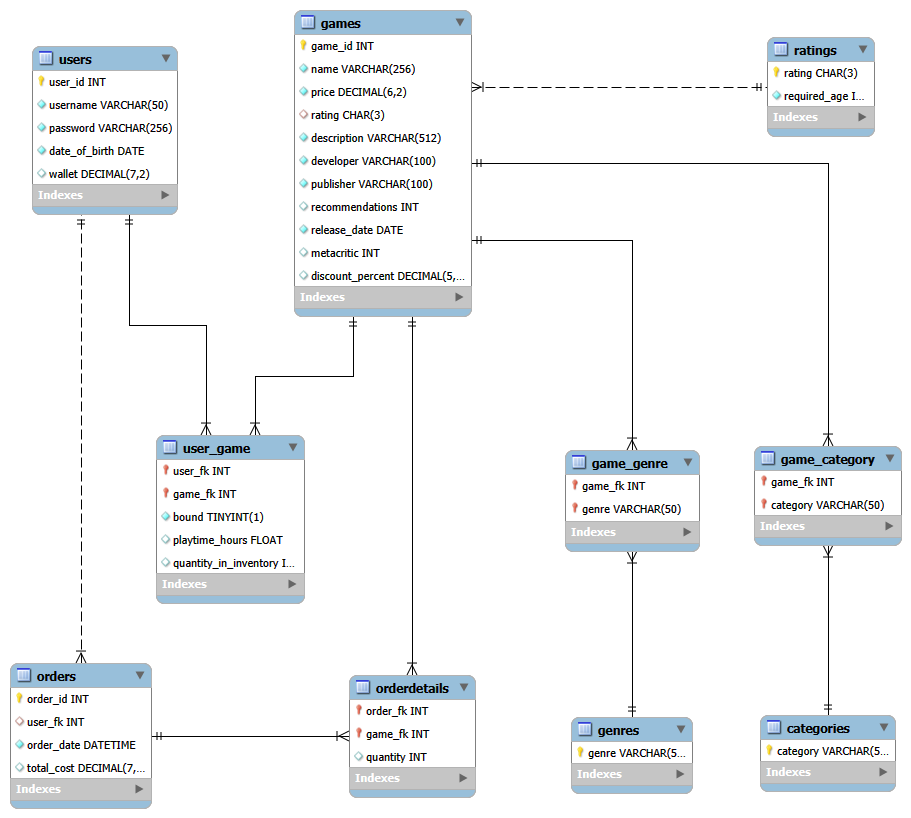 users
user_id INT
username VARCHAR(50)
password VARCHAR(256)
date_of_birth DATE
wallet DECIMAL(7,2)
Indexes
games
game_id INT
name VARCHAR(256)
price DECIMAL(6,2)
rating CHAR(3)
description VARCHAR(512)
developer VARCHAR(100)
publisher VARCHAR(100)
recommendations INT
release_date DATE
metacritic INT
discount_percent DECIMAL(5,...
Indexes
ratings
rating CHAR(3)
required_age I...
Indexes
user_game
user_fk INT
game_fk INT
bound TINYINT(1)
playtime_hours FLOAT
quantity_in_inventory I...
Indexes
game_genre
game_fk INT
genre VARCHAR(50)
Indexes
game_category
game_fk INT
category VARCHAR(50)
Indexes
orders
order_id INT
user_fk INT
order_date DATETIME
total_cost DECIMAL(7,...
Indexes
orderdetails
order_fk INT
game_fk INT
quantity INT
Indexes
genres
genre VARCHAR(5...
Indexes
categories
category VARCHAR(5...
Indexes